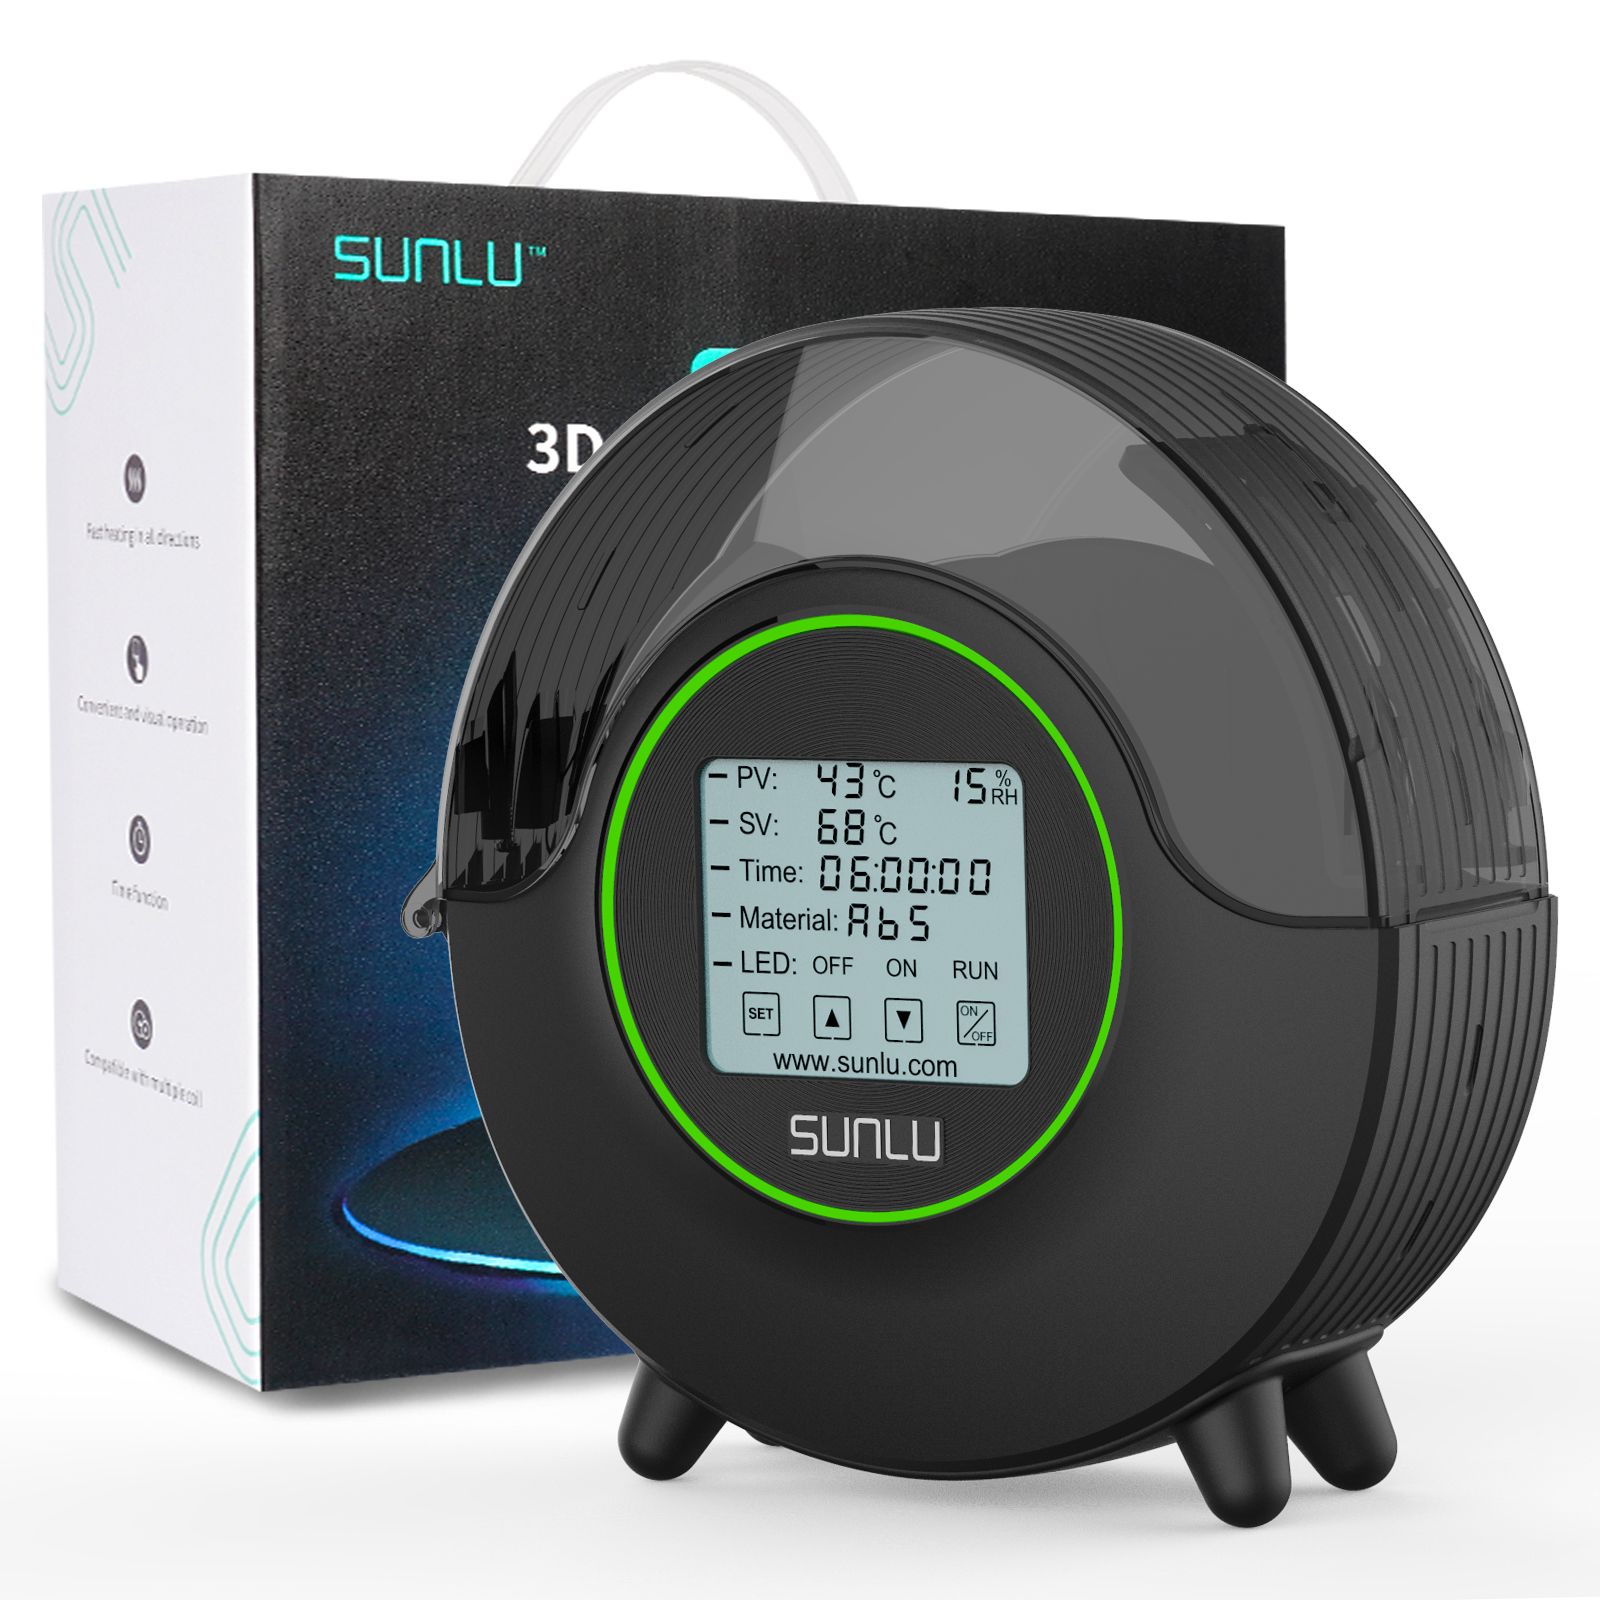 SUNLU™
3D
Fast heating in all directions
Convenient and visual operation
Time function
Compatible with multiple coil
PV: 43 °C 15 %RH
SV: 68 °C
Time: 06:00:00
Material: AbS
LED: OFF ON RUN
SET ▲ ▼ ON/OFF
www.sunlu.com
SUNLU